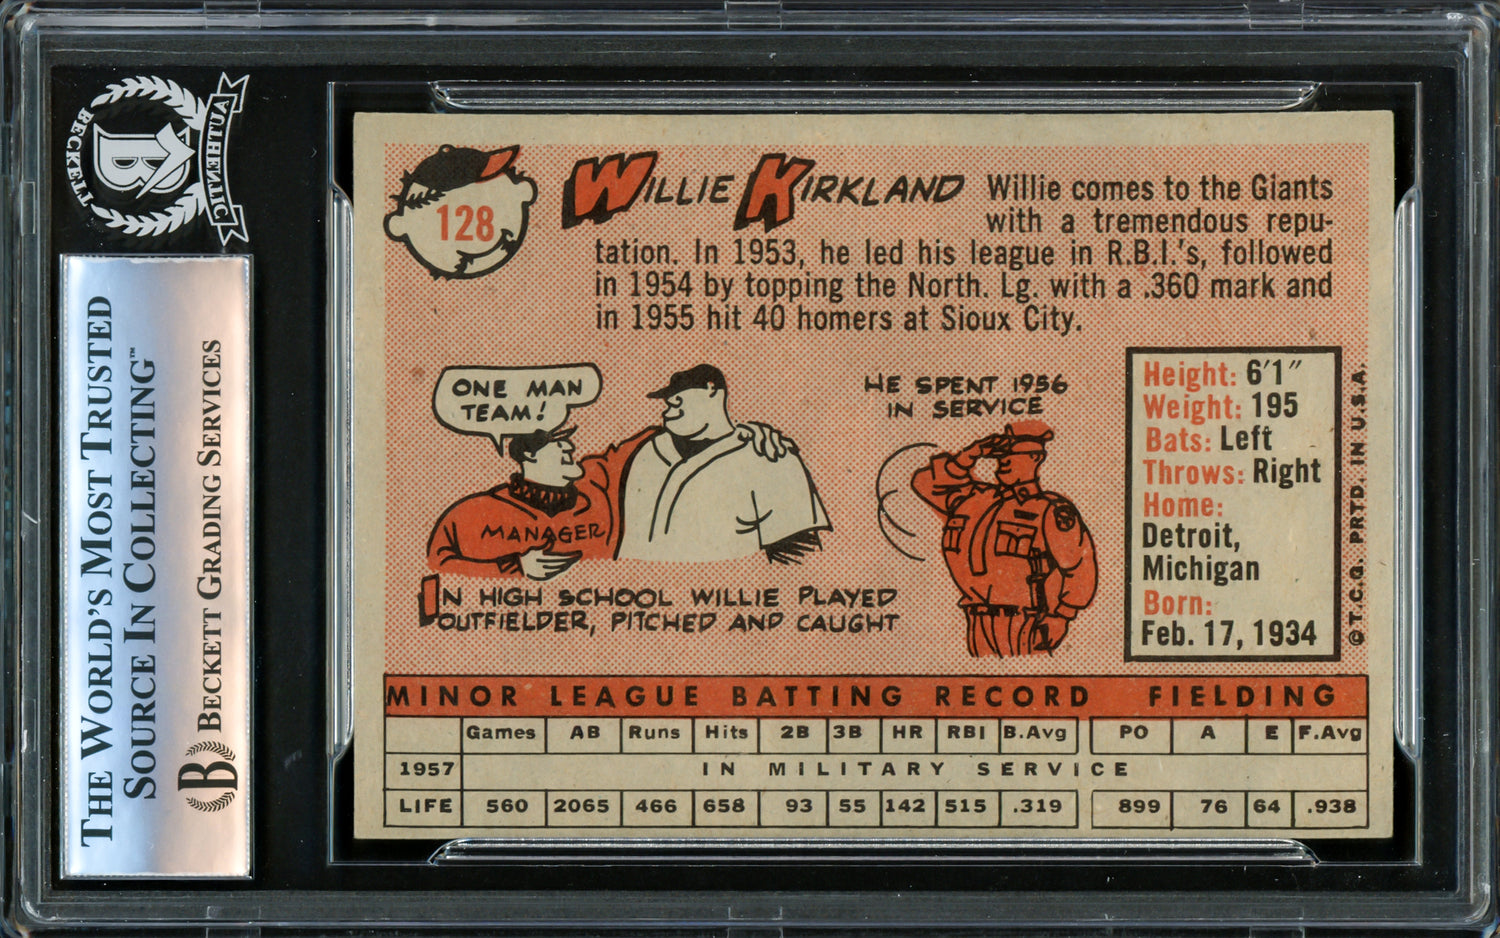 BECKETT
AUTHENTIC
B
THE WORLD'S MOST TRUSTED
SOURCE IN COLLECTING™
B BECKETT GRADING SERVICES
128
WILLIE KIRKLAND
Willie comes to the Giants
with a tremendous repu-
tation. In 1953, he led his league in R.B.I.'s, followed
in 1954 by topping the North. Lg. with a .360 mark and
in 1955 hit 40 homers at Sioux City.
ONE MAN
TEAM!
MANAGER
IN HIGH SCHOOL WILLIE PLAYED
OUTFIELDER, PITCHED AND CAUGHT
HE SPENT 1956
IN SERVICE
Height: 6'1"
Weight: 195
Bats: Left
Throws: Right
Home:
Detroit,
Michigan
Born:
Feb. 17, 1934
© T.C.G. PRTD. IN U.S.A.
MINOR LEAGUE BATTING RECORD FIELDING
Games AB Runs Hits 2B 3B HR RBI B.Avg PO A E F.Avg
1957 IN MILITARY SERVICE
LIFE 560 2065 466 658 93 55 142 515 .319 899 76 64 .938